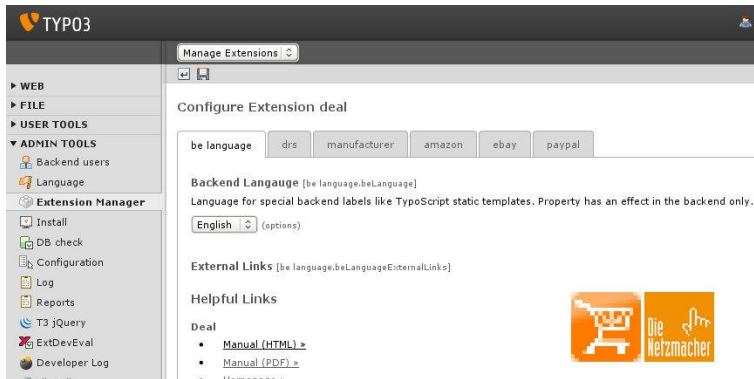 TYPO3
Manage Extensions
WEB
FILE
USER TOOLS
ADMIN TOOLS
Backend users
Language
Extension Manager
Install
DB check
Configuration
Log
Reports
T3 jQuery
ExtDevEval
Developer Log
Configure Extension deal
be language
drs
manufacturer
amazon
ebay
paypal
Backend Langauge [be language.beLanguage]
Language for special backend labels like TypoScript static templates. Property has an effect in the backend only.
English (options)
External Links [be language.beLanguageExternalLinks]
Helpful Links
Deal
• Manual (HTML) »
• Manual (PDF) »
Die
Netzmacher